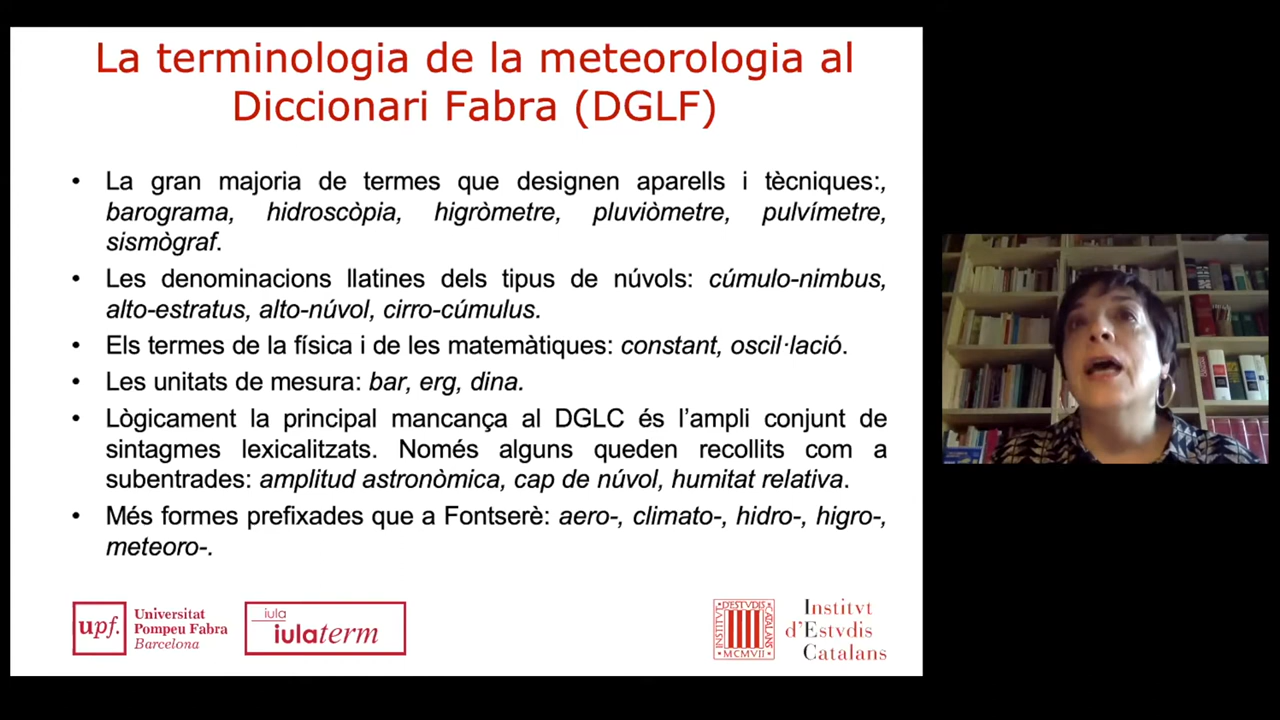 La terminologia de la meteorologia al
Diccionari Fabra (DGLF)
• La gran majoria de termes que designen aparells i tècniques:,
barograma, hidroscòpia, higròmetre, pluviòmetre, pulvímetre,
sismògraf.
• Les denominacions llatines dels tipus de núvols: cúmulo-nimbus,
alto-estratus, alto-núvol, cirro-cúmulus.
• Els termes de la física i de les matemàtiques: constant, oscil·lació.
• Les unitats de mesura: bar, erg, dina.
• Lògicament la principal mancança al DGLC és l’ampli conjunt de
sintagmes lexicalitzats. Només alguns queden recollits com a
subentrades: amplitud astronòmica, cap de núvol, humitat relativa.
• Més formes prefixades que a Fontserè: aero-, climato-, hidro-, higro-,
meteoro-.
upf.
Universitat
Pompeu Fabra
Barcelona
iula
iulaterm
INSTITVT D'ESTVDIS CATALANS
MCMVII
Institvt
d'Estvdis
Catalans